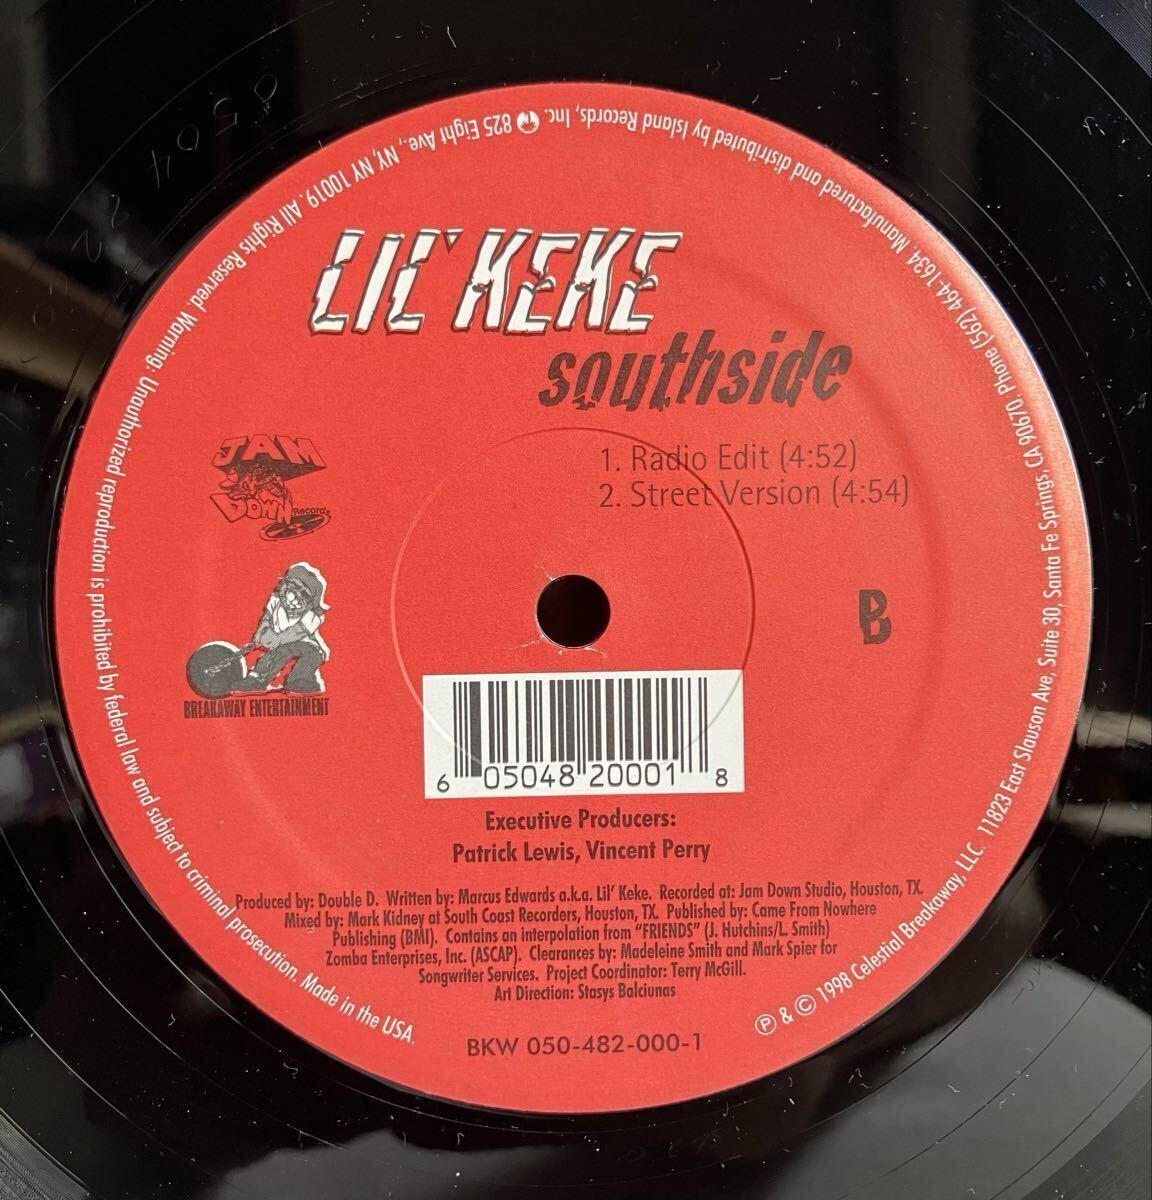 LIL' KEKE
southside
1. Radio Edit (4:52)
2. Street Version (4:54)
JAM
DOWN
Records
BREAKAWAY ENTERTAINMENT
B
6 05048 20001 8
Executive Producers:
Patrick Lewis, Vincent Perry
Produced by: Double D. Written by: Marcus Edwards a.k.a. Lil' Keke. Recorded at: Jam Down Studio, Houston, TX.
Mixed by: Mark Kidney at South Coast Recorders, Houston, TX. Published by: Came From Nowhere
Publishing (BMI). Contains an interpolation from "FRIENDS" (J. Hutchins/L. Smith)
Zomba Enterprises, Inc. (ASCAP). Clearances by: Madeleine Smith and Mark Spier for
Songwriter Services. Project Coordinator: Terry McGill.
Art Direction: Stasys Balciunas
BKW 050-482-000-1
℗ & © 1998 Celestial Breakaway, LLC. 11823 East Slauson Ave, Suite 30, Santa Fe Springs, CA 90670. Phone (562) 464-1634. Manufactured and distributed by Island Records, Inc. 825 Eight Ave., NY, NY 10019. All Rights Reserved. Warning: Unauthorized reproduction is prohibited by federal law and subject to criminal prosecution. Made in the USA.